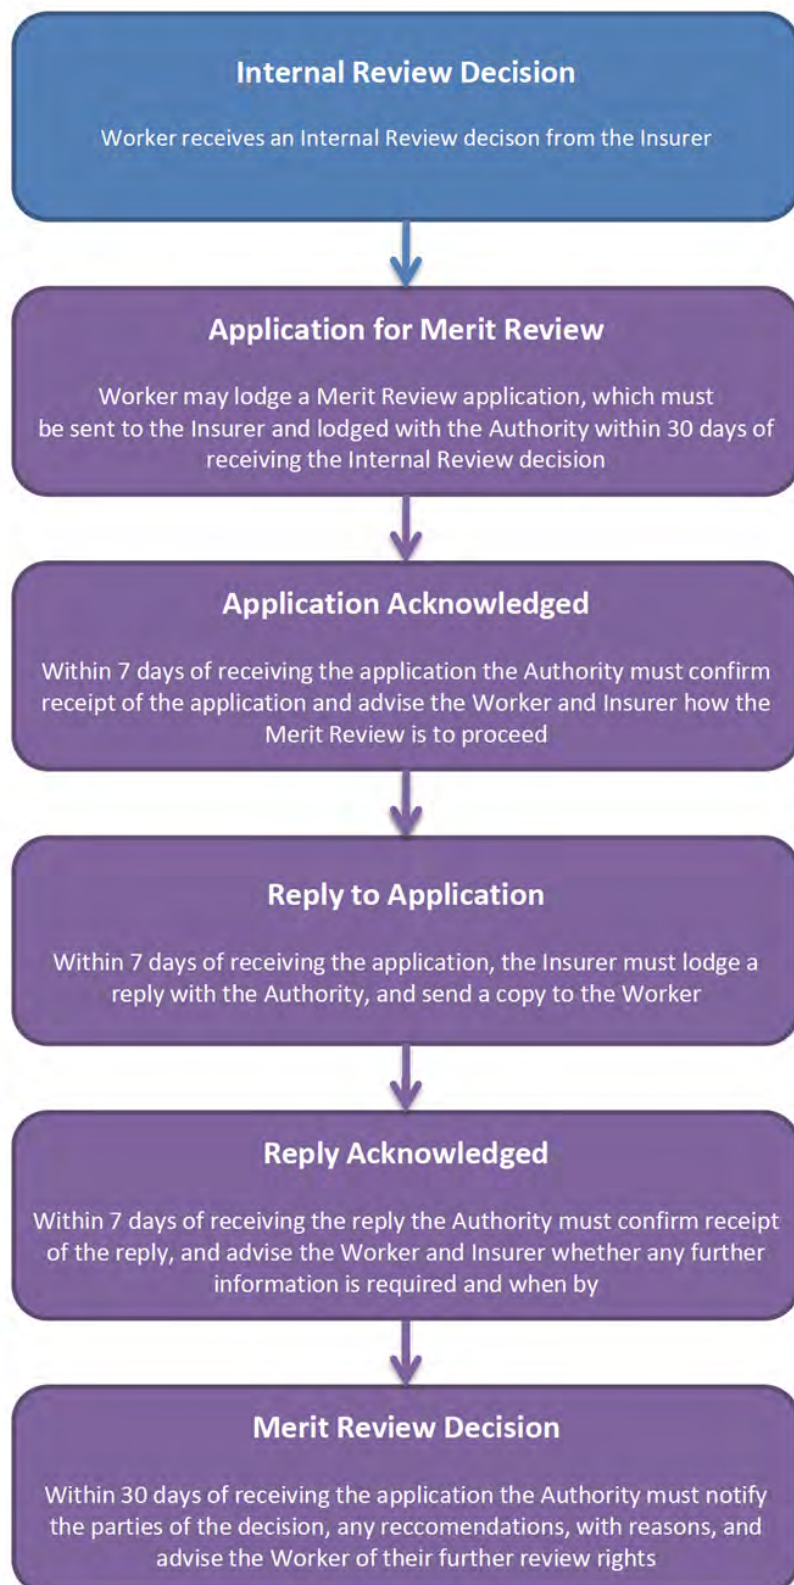 Internal Review Decision
Worker receives an Internal Review decison from the Insurer
Application for Merit Review
Worker may lodge a Merit Review application, which must
be sent to the Insurer and lodged with the Authority within 30 days of
receiving the Internal Review decision
Application Acknowledged
Within 7 days of receiving the application the Authority must confirm
receipt of the application and advise the Worker and Insurer how the
Merit Review is to proceed
Reply to Application
Within 7 days of receiving the application, the Insurer must lodge a
reply with the Authority, and send a copy to the Worker
Reply Acknowledged
Within 7 days of receiving the reply the Authority must confirm receipt
of the reply, and advise the Worker and Insurer whether any further
information is required and when by
Merit Review Decision
Within 30 days of receiving the application the Authority must notify
the parties of the decision, any reccomendations, with reasons, and
advise the Worker of their further review rights